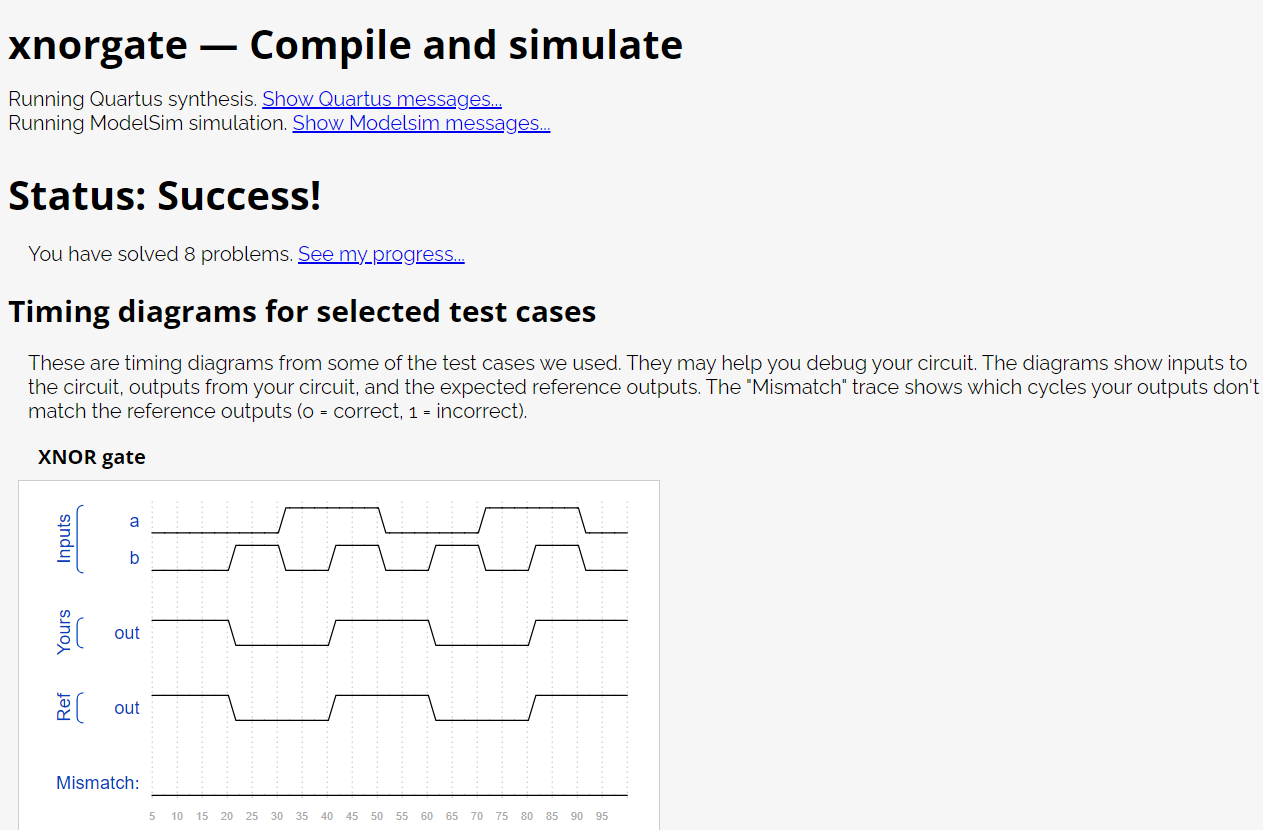 xnorgate — Compile and simulate
Running Quartus synthesis. Show Quartus messages...
Running ModelSim simulation. Show Modelsim messages...
Status: Success!
You have solved 8 problems. See my progress...
Timing diagrams for selected test cases
These are timing diagrams from some of the test cases we used. They may help you debug your circuit. The diagrams show inputs to
the circuit, outputs from your circuit, and the expected reference outputs. The "Mismatch" trace shows which cycles your outputs don't
match the reference outputs (0 = correct, 1 = incorrect).
XNOR gate
Inputs
a
b
Yours
out
Ref
out
Mismatch:
5 10 15 20 25 30 35 40 45 50 55 60 65 70 75 80 85 90 95